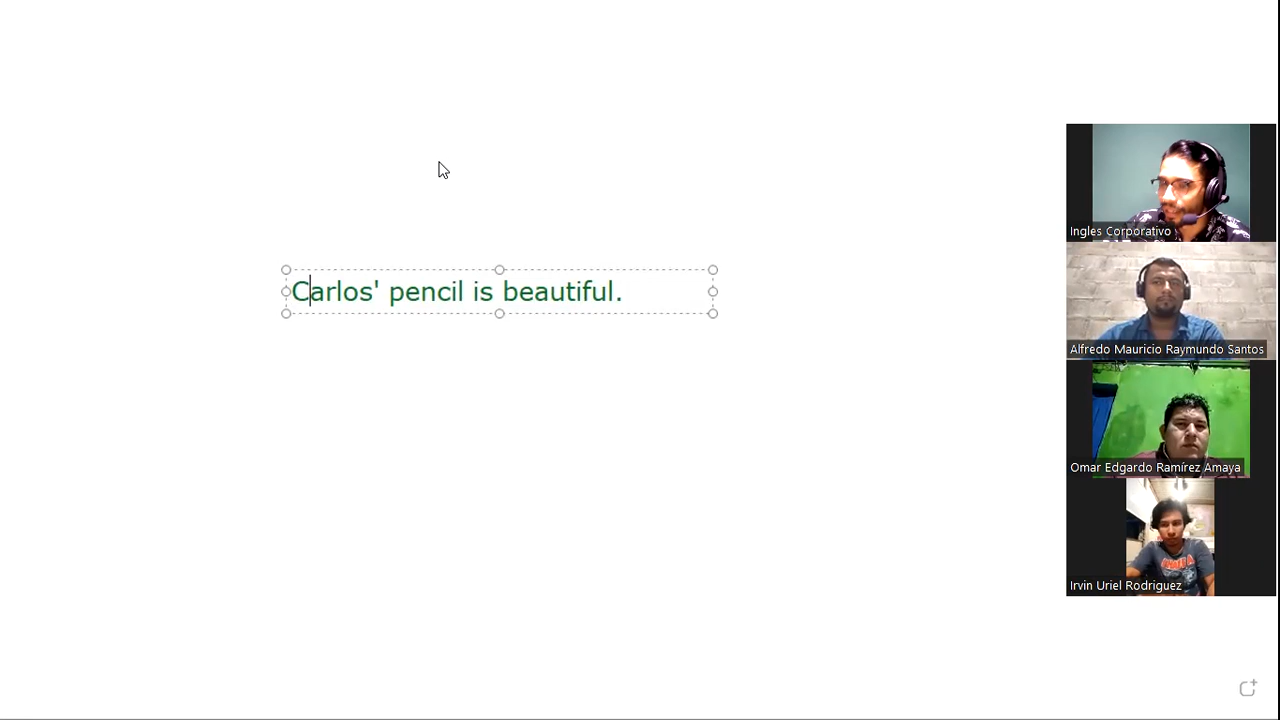 Carlos' pencil is beautiful.
Ingles Corporativo
Alfredo Mauricio Raymundo Santos
Omar Edgardo Ramírez Amaya
Irvin Uriel Rodriguez